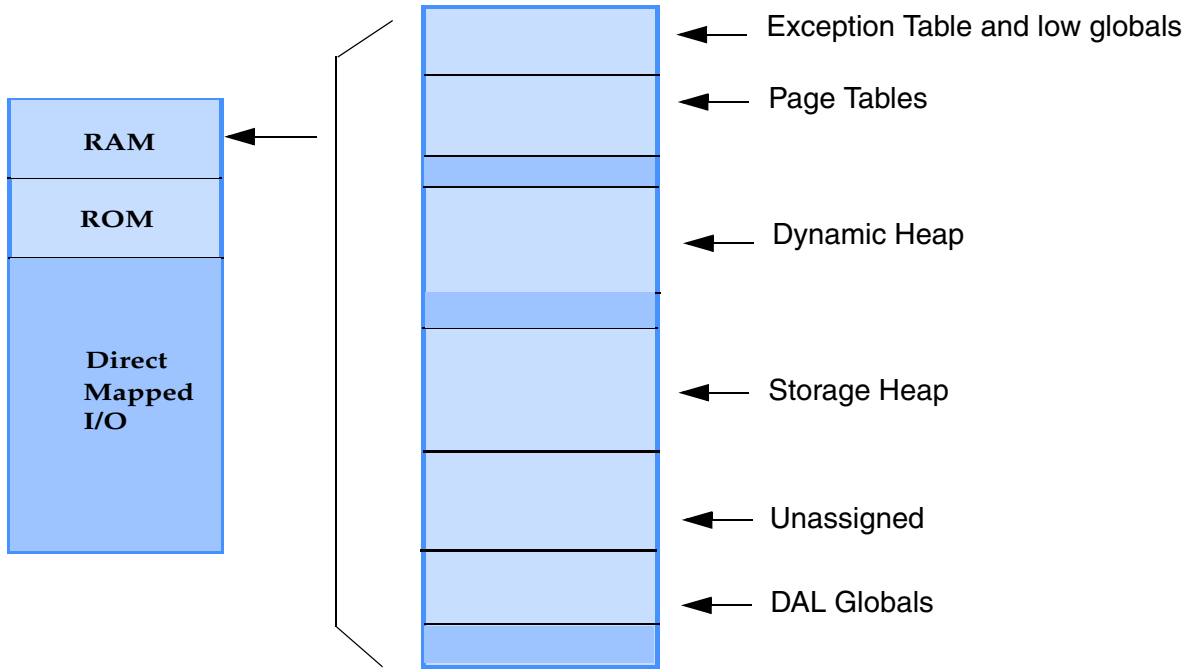 RAM
ROM
Direct
Mapped
I/O
Exception Table and low globals
Page Tables
Dynamic Heap
Storage Heap
Unassigned
DAL Globals